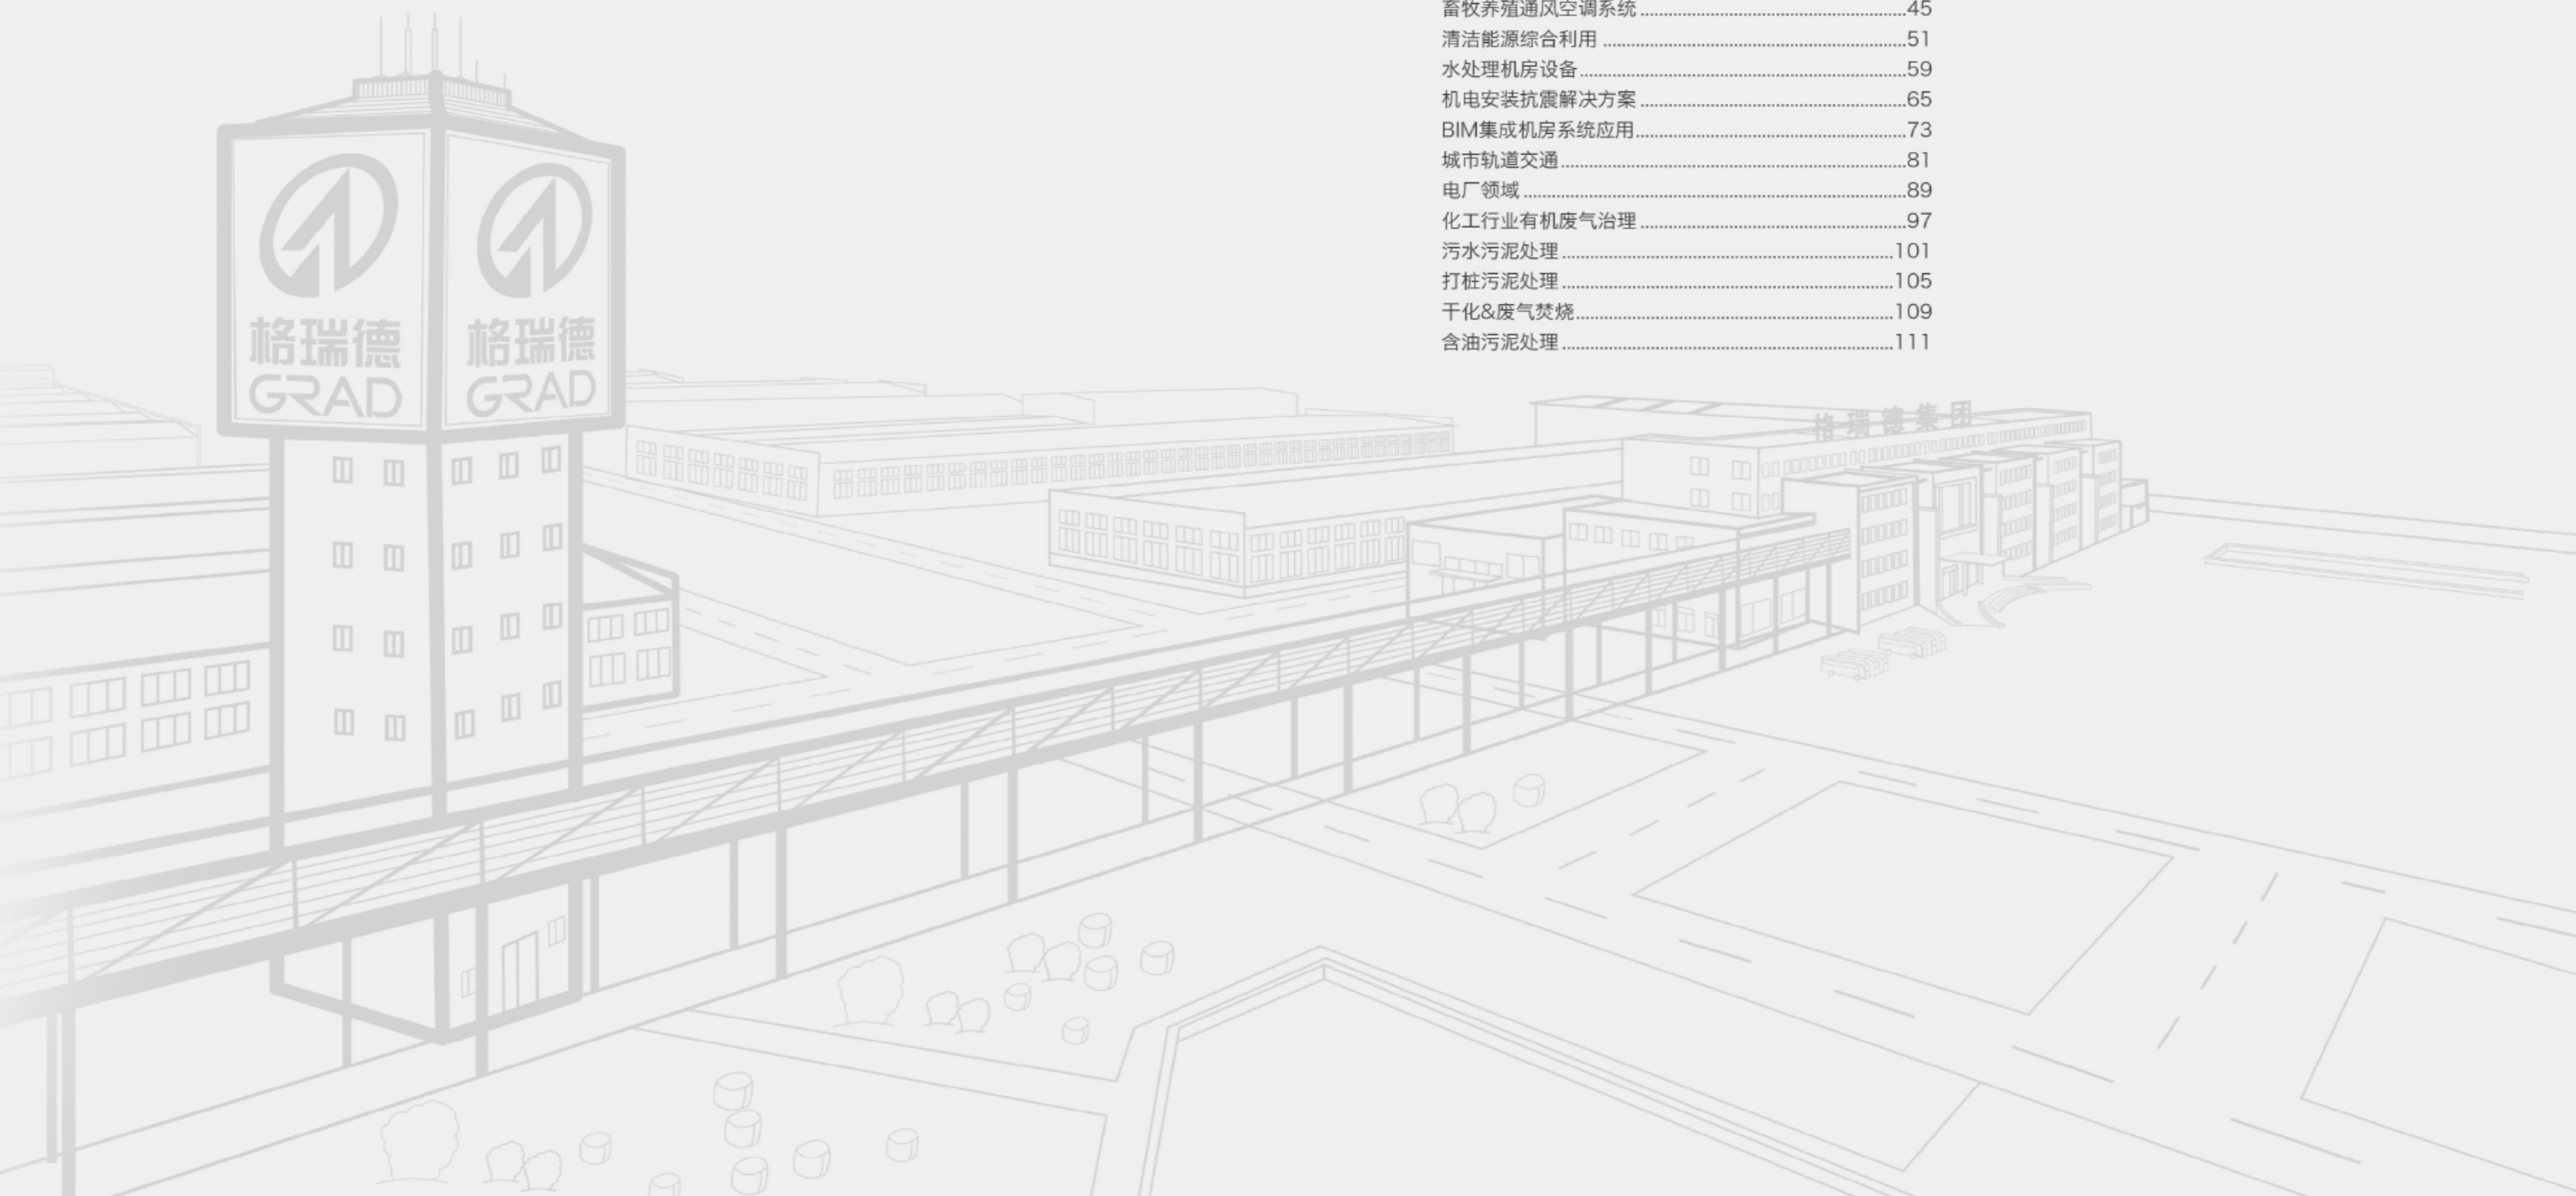 畜牧养殖通风空调系统 45
清洁能源综合利用 51
水处理机房设备 59
机电安装抗震解决方案 65
BIM集成机房系统应用 73
城市轨道交通 81
电厂领域 89
化工行业有机废气治理 97
污水污泥处理 101
打桩污泥处理 105
干化&废气焚烧 109
含油污泥处理 111
格瑞德
GRAD
格瑞德
GRAD
格瑞德集团